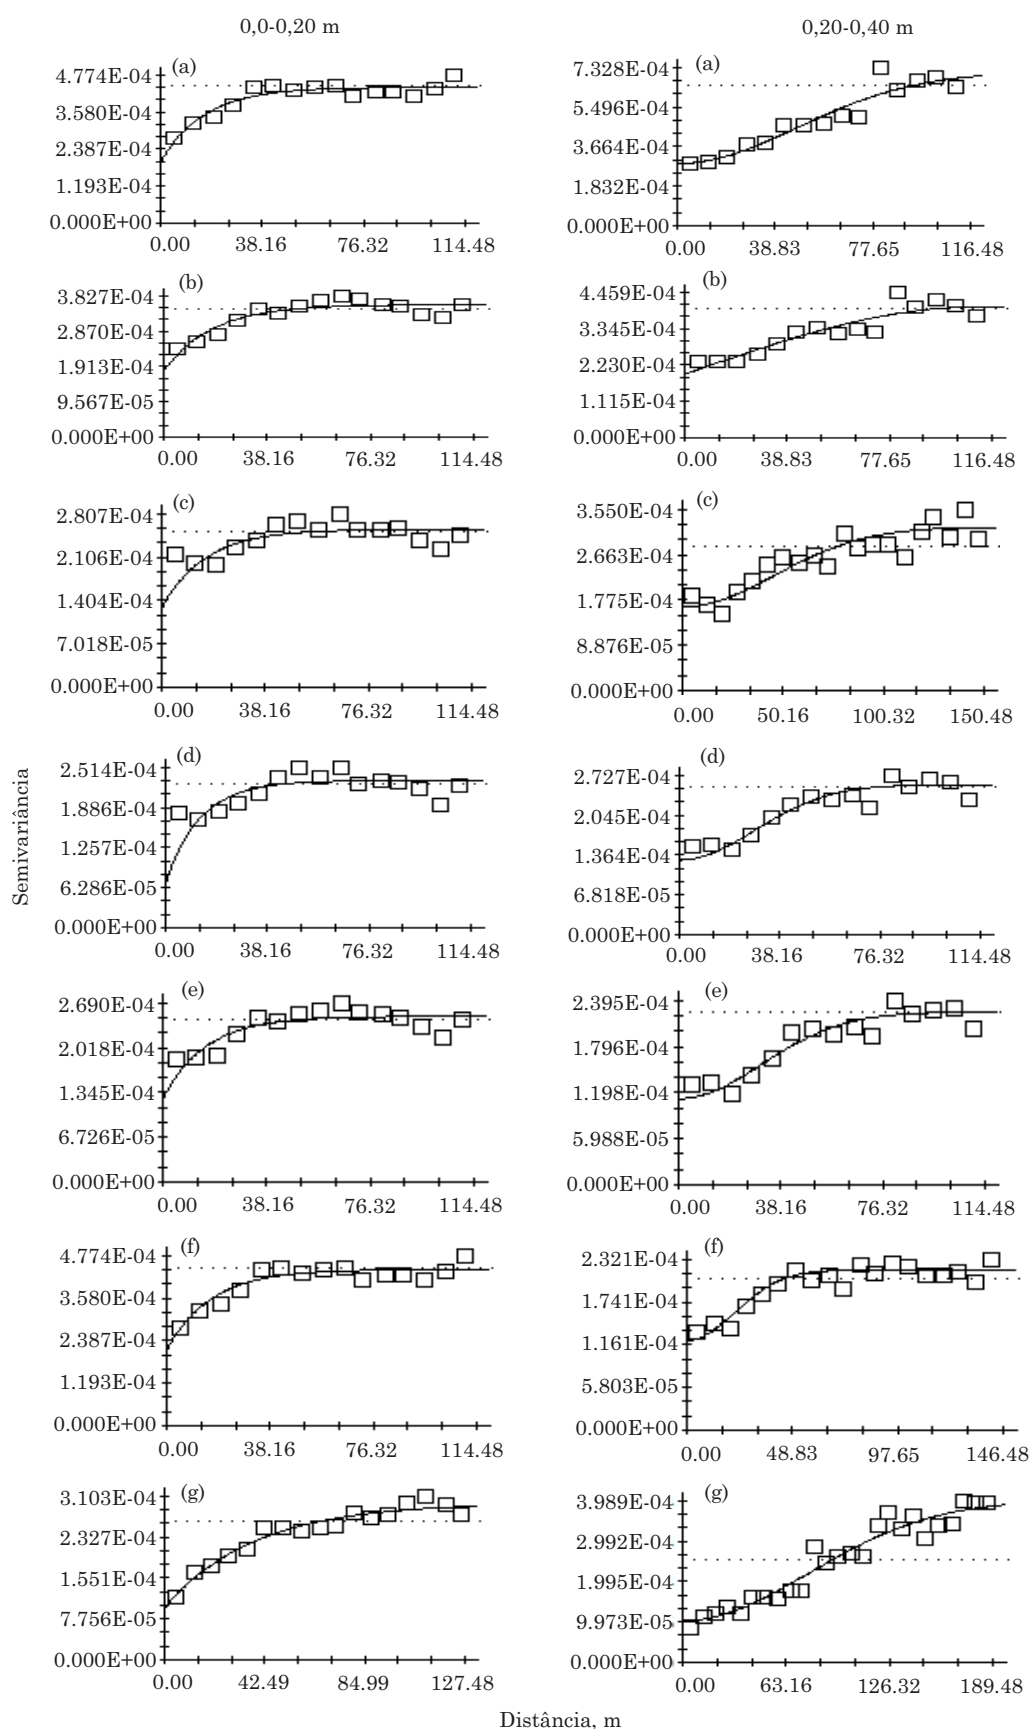 0,0-0,20 m
0,20-0,40 m
(a)
4.774E-04
3.580E-04
2.387E-04
1.193E-04
0.000E+00
0.00 38.16 76.32 114.48
(a)
7.328E-04
5.496E-04
3.664E-04
1.832E-04
0.000E+00
0.00 38.83 77.65 116.48
(b)
3.827E-04
2.870E-04
1.913E-04
9.567E-05
0.000E+00
0.00 38.16 76.32 114.48
(b)
4.459E-04
3.345E-04
2.230E-04
1.115E-04
0.000E+00
0.00 38.83 77.65 116.48
(c)
2.807E-04
2.106E-04
1.404E-04
7.018E-05
0.000E+00
0.00 38.16 76.32 114.48
(c)
3.550E-04
2.663E-04
1.775E-04
8.876E-05
0.000E+00
0.00 50.16 100.32 150.48
Semivariância
(d)
2.514E-04
1.886E-04
1.257E-04
6.286E-05
0.000E+00
0.00 38.16 76.32 114.48
(d)
2.727E-04
2.045E-04
1.364E-04
6.818E-05
0.000E+00
0.00 38.16 76.32 114.48
(e)
2.690E-04
2.018E-04
1.345E-04
6.726E-05
0.000E+00
0.00 38.16 76.32 114.48
(e)
2.395E-04
1.796E-04
1.198E-04
5.988E-05
0.000E+00
0.00 38.16 76.32 114.48
(f)
4.774E-04
3.580E-04
2.387E-04
1.193E-04
0.000E+00
0.00 38.16 76.32 114.48
(f)
2.321E-04
1.741E-04
1.161E-04
5.803E-05
0.000E+00
0.00 48.83 97.65 146.48
(g)
3.103E-04
2.327E-04
1.551E-04
7.756E-05
0.000E+00
0.00 42.49 84.99 127.48
(g)
3.989E-04
2.992E-04
1.995E-04
9.973E-05
0.000E+00
0.00 63.16 126.32 189.48
Distância, m